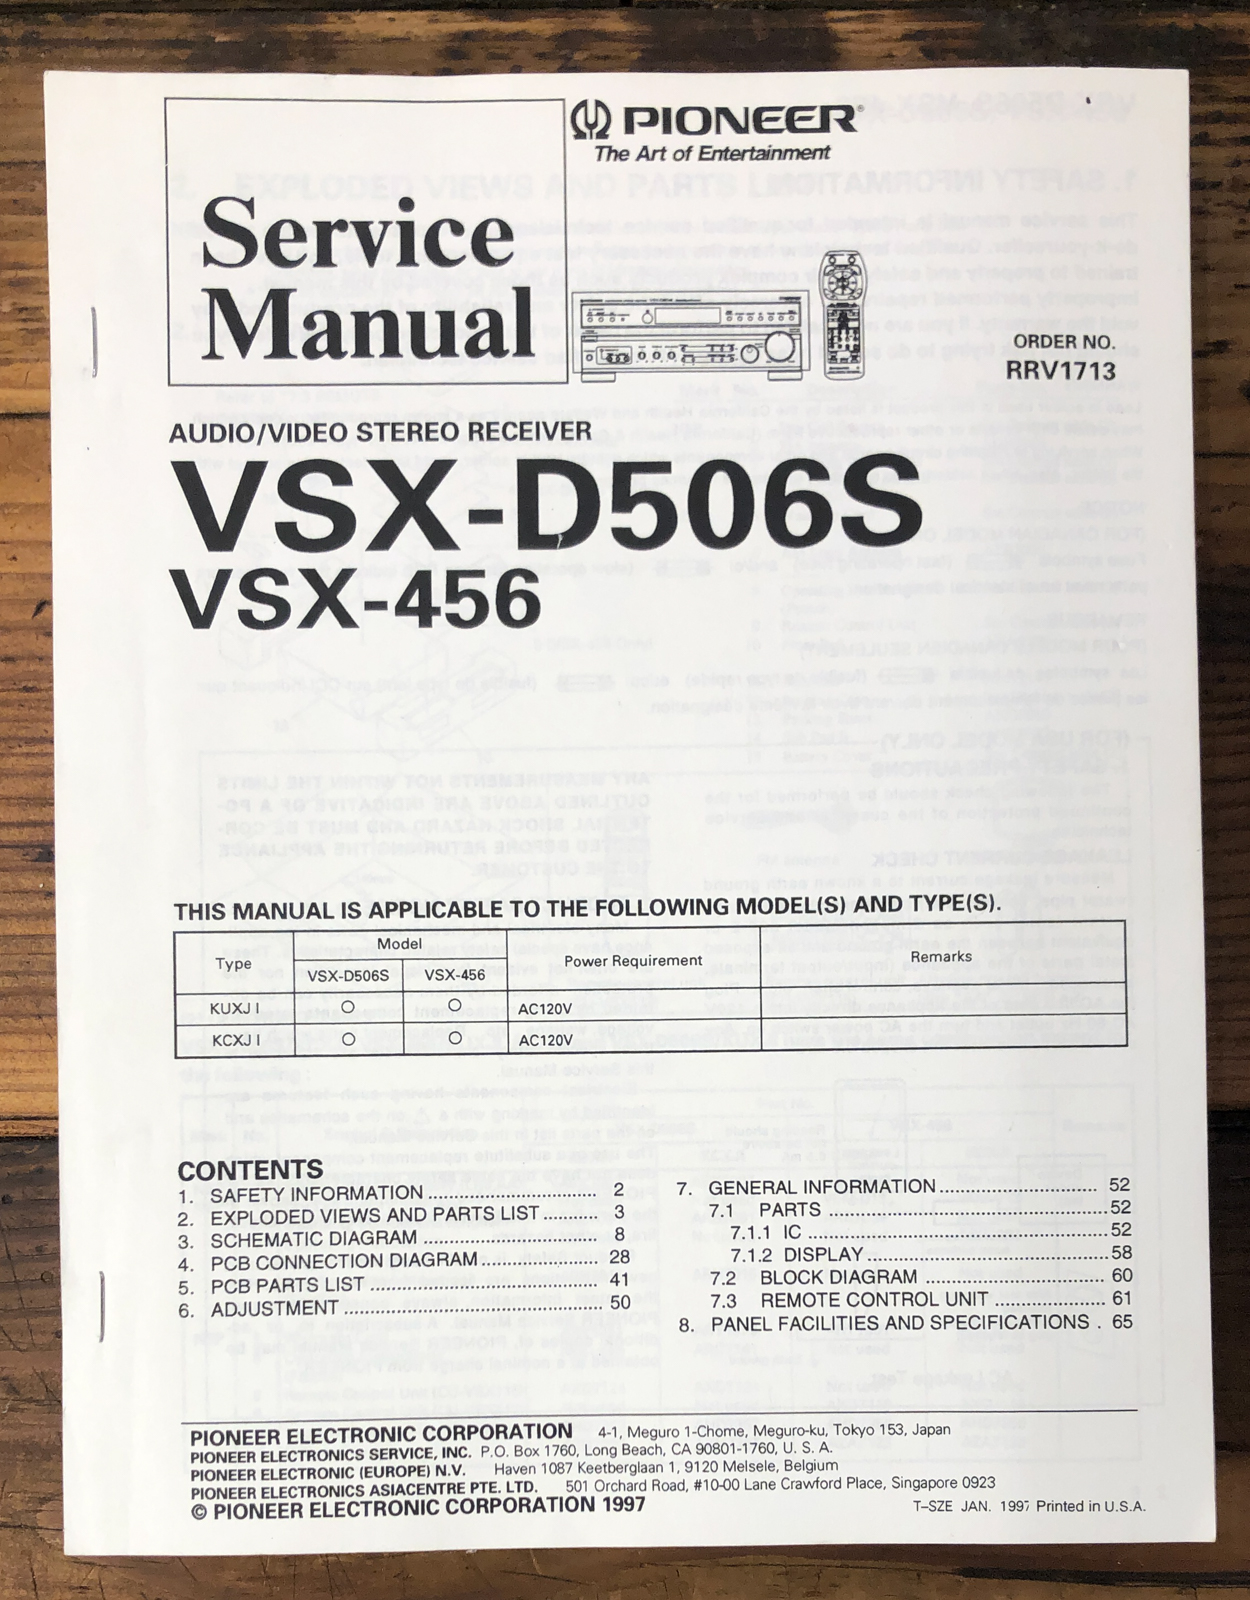 Service
Manual
PIONEER®
The Art of Entertainment
ORDER NO.
RRV1713
AUDIO/VIDEO STEREO RECEIVER
VSX-D506S
VSX-456
THIS MANUAL IS APPLICABLE TO THE FOLLOWING MODEL(S) AND TYPE(S).
Type Model Power Requirement Remarks
VSX-D506S VSX-456
KUXJ I ○ ○ AC120V
KCXJ I ○ ○ AC120V
CONTENTS
1. SAFETY INFORMATION ........ 2
2. EXPLODED VIEWS AND PARTS LIST ........ 3
3. SCHEMATIC DIAGRAM ........ 8
4. PCB CONNECTION DIAGRAM ........ 28
5. PCB PARTS LIST ........ 41
6. ADJUSTMENT ........ 50
7. GENERAL INFORMATION ........ 52
7.1 PARTS ........ 52
7.1.1 IC ........ 52
7.1.2 DISPLAY ........ 58
7.2 BLOCK DIAGRAM ........ 60
7.3 REMOTE CONTROL UNIT ........ 61
8. PANEL FACILITIES AND SPECIFICATIONS . 65
PIONEER ELECTRONIC CORPORATION 4-1, Meguro 1-Chome, Meguro-ku, Tokyo 153, Japan
PIONEER ELECTRONICS SERVICE, INC. P.O. Box 1760, Long Beach, CA 90801-1760, U. S. A.
PIONEER ELECTRONIC (EUROPE) N.V. Haven 1087 Keetberglaan 1, 9120 Melsele, Belgium
PIONEER ELECTRONICS ASIACENTRE PTE. LTD. 501 Orchard Road, #10-00 Lane Crawford Place, Singapore 0923
© PIONEER ELECTRONIC CORPORATION 1997
T–SZE JAN. 1997 Printed in U.S.A.